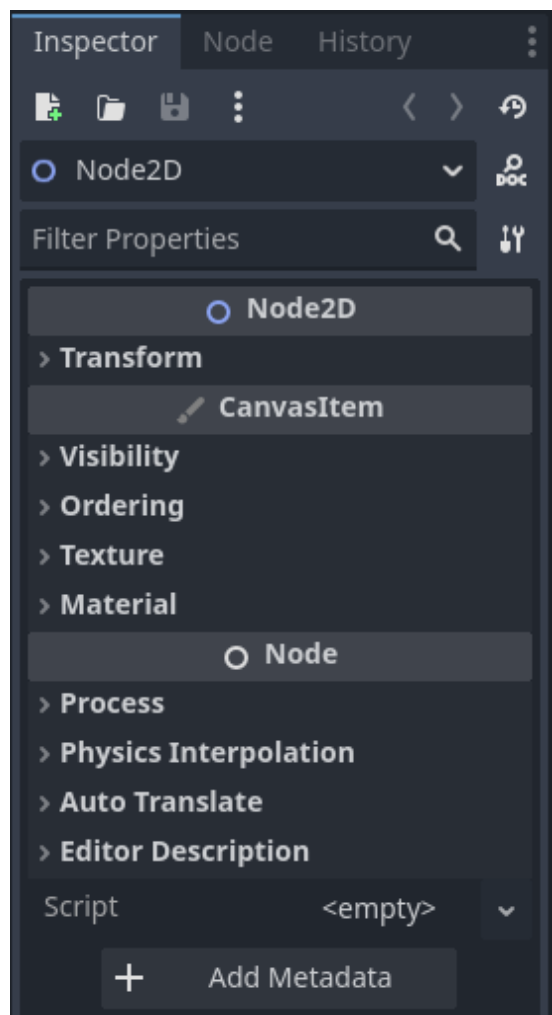 Inspector Node History
Node2D
DOC
Filter Properties
Node2D
Transform
CanvasItem
Visibility
Ordering
Texture
Material
Node
Process
Physics Interpolation
Auto Translate
Editor Description
Script <empty>
Add Metadata